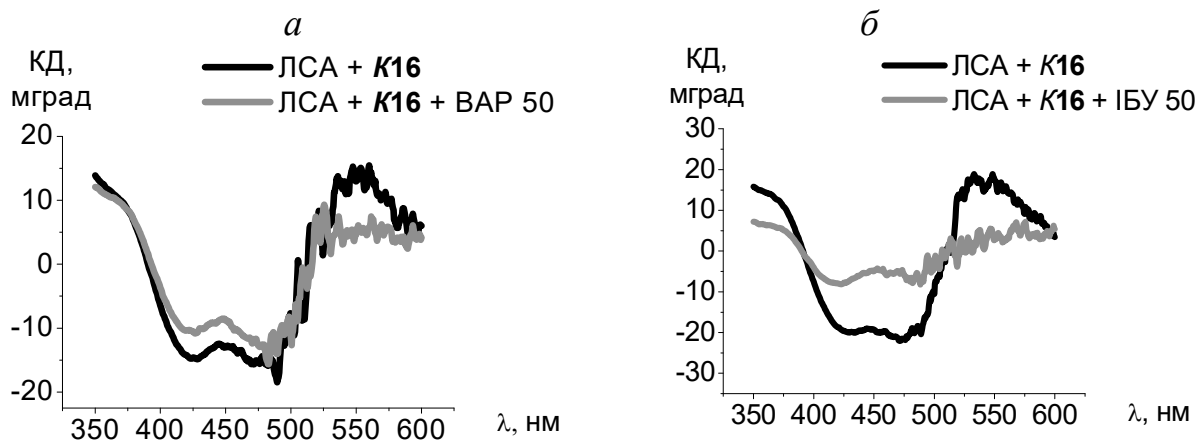 а
КД,
мград
ЛСА + К16
ЛСА + К16 + ВАР 50
20
10
0
-10
-20
350 400 450 500 550 600
λ, нм
б
КД,
мград
ЛСА + К16
ЛСА + К16 + ІБУ 50
30
20
10
0
-10
-20
-30
350 400 450 500 550 600
λ, нм